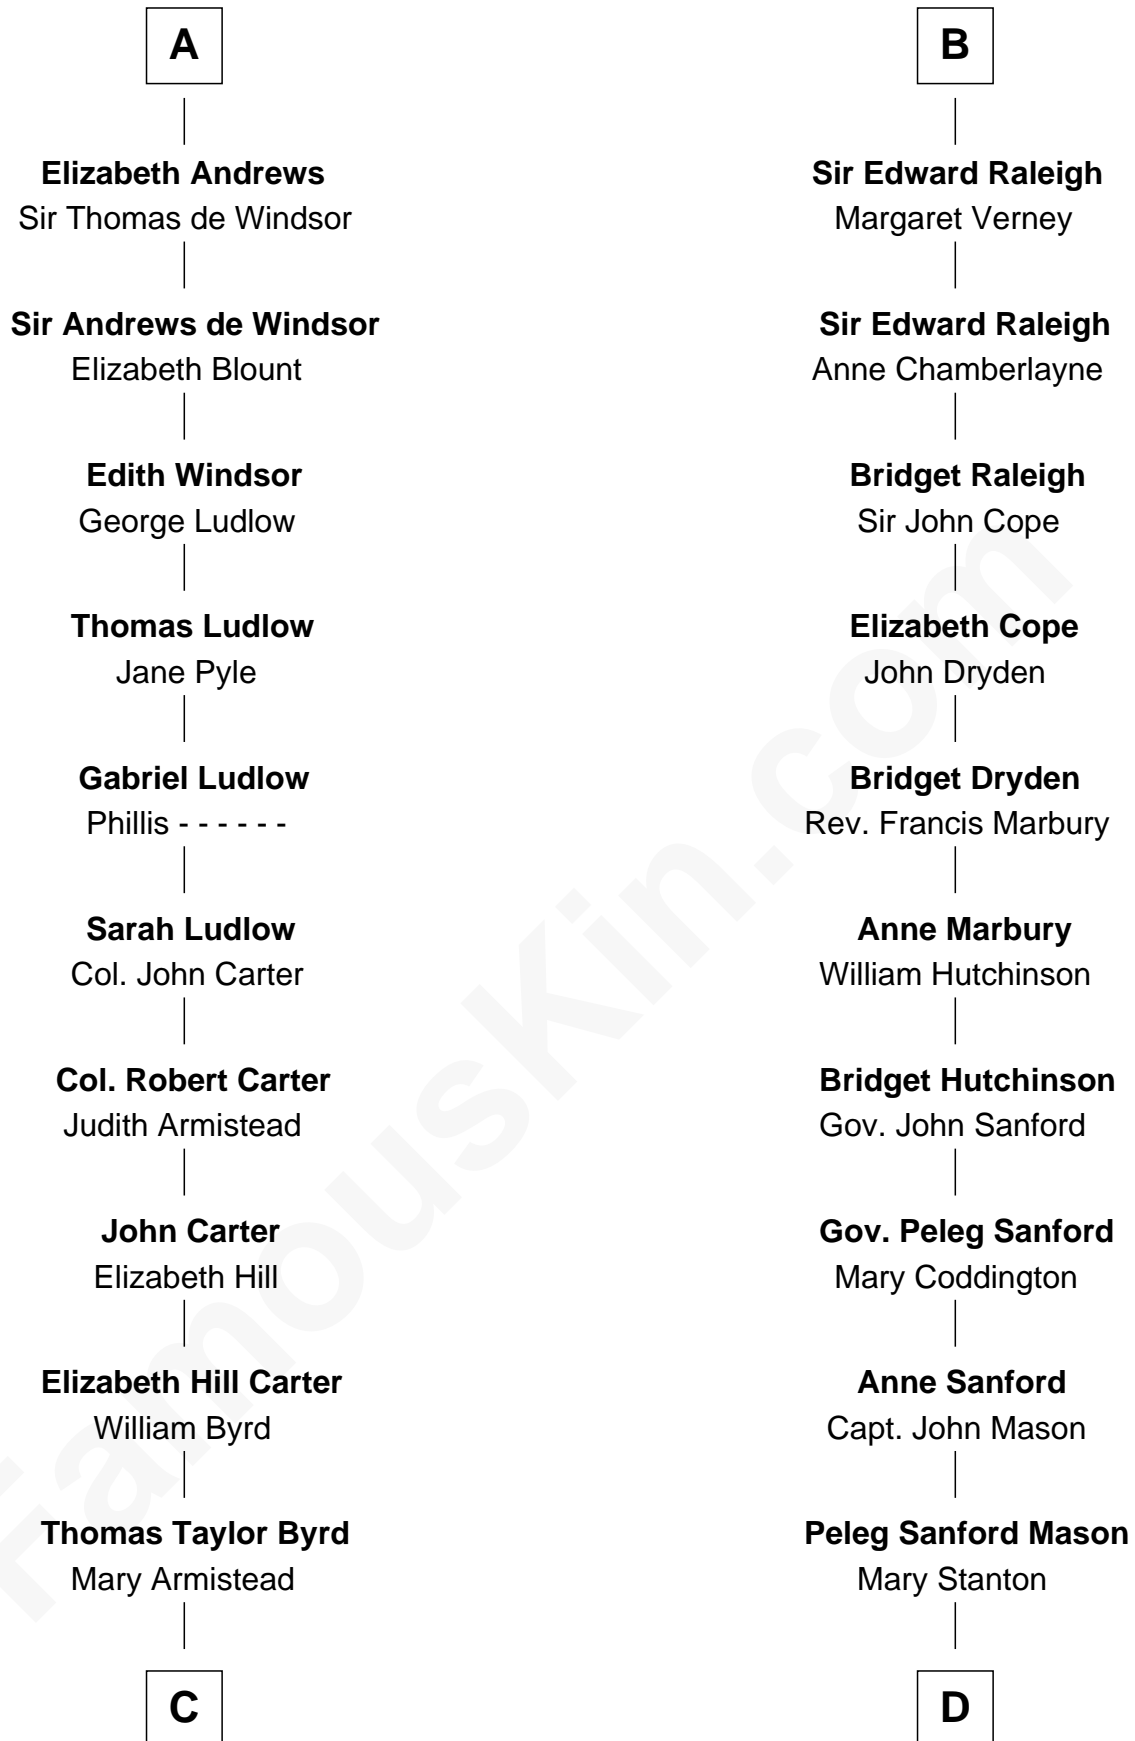 A
Elizabeth Andrews
Sir Thomas de Windsor
Sir Andrews de Windsor
Elizabeth Blount
Edith Windsor
George Ludlow
Thomas Ludlow
Jane Pyle
Gabriel Ludlow
Phillis - - - - - -
Sarah Ludlow
Col. John Carter
Col. Robert Carter
Judith Armistead
John Carter
Elizabeth Hill
Elizabeth Hill Carter
William Byrd
Thomas Taylor Byrd
Mary Armistead
C
B
Sir Edward Raleigh
Margaret Verney
Sir Edward Raleigh
Anne Chamberlayne
Bridget Raleigh
Sir John Cope
Elizabeth Cope
John Dryden
Bridget Dryden
Rev. Francis Marbury
Anne Marbury
William Hutchinson
Bridget Hutchinson
Gov. John Sanford
Gov. Peleg Sanford
Mary Coddington
Anne Sanford
Capt. John Mason
Peleg Sanford Mason
Mary Stanton
D
FamousKin.com